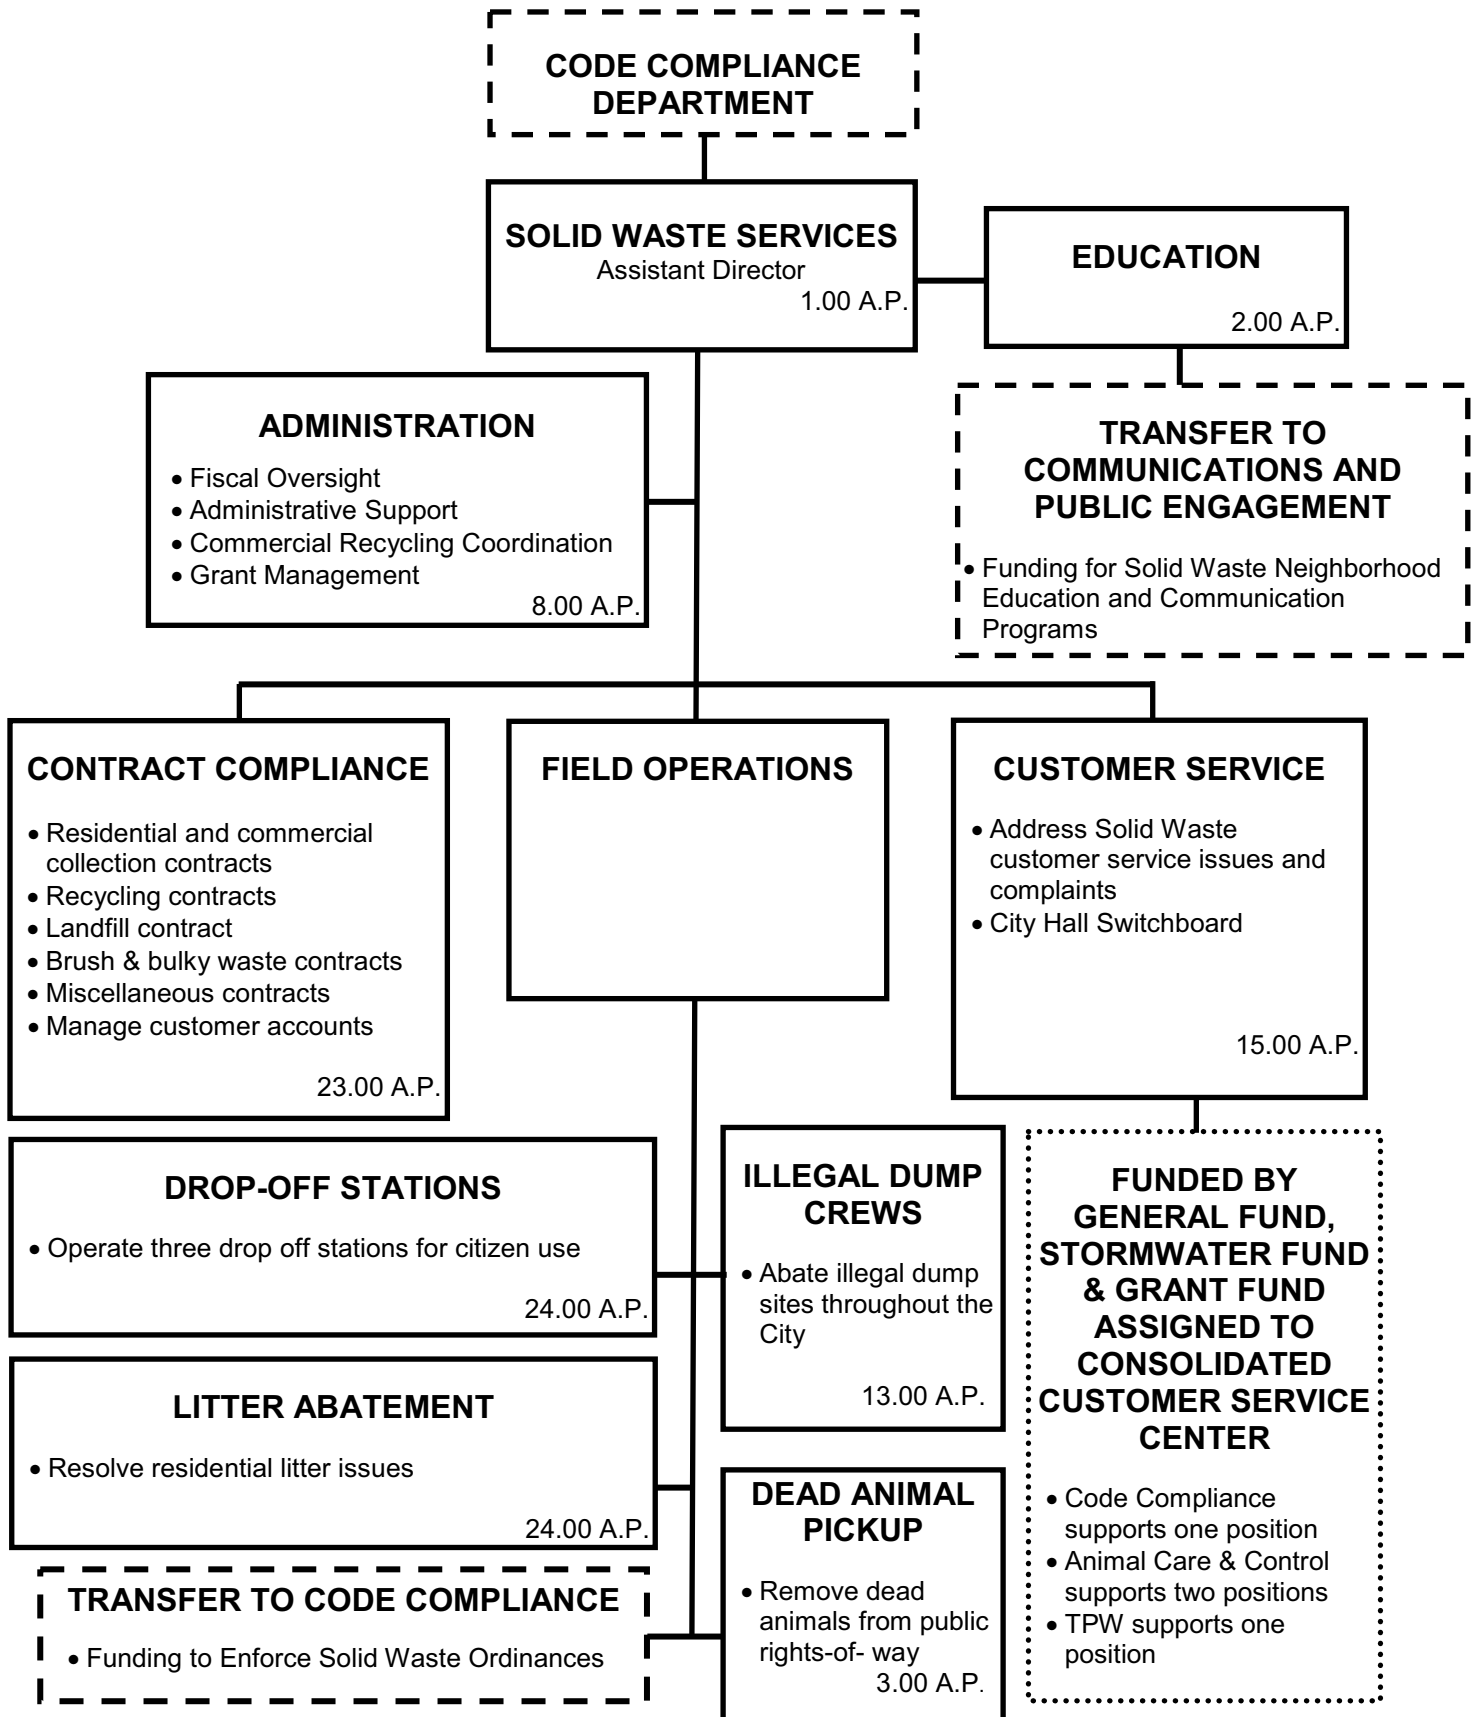 CODE COMPLIANCE
DEPARTMENT
SOLID WASTE SERVICES
Assistant Director
1.00 A.P.
EDUCATION
2.00 A.P.
ADMINISTRATION
• Fiscal Oversight
• Administrative Support
• Commercial Recycling Coordination
• Grant Management
8.00 A.P.
TRANSFER TO
COMMUNICATIONS AND
PUBLIC ENGAGEMENT
• Funding for Solid Waste Neighborhood
Education and Communication
Programs
CONTRACT COMPLIANCE
• Residential and commercial
collection contracts
• Recycling contracts
• Landfill contract
• Brush & bulky waste contracts
• Miscellaneous contracts
• Manage customer accounts
23.00 A.P.
FIELD OPERATIONS
CUSTOMER SERVICE
• Address Solid Waste
customer service issues and
complaints
• City Hall Switchboard
15.00 A.P.
DROP-OFF STATIONS
• Operate three drop off stations for citizen use
24.00 A.P.
ILLEGAL DUMP
CREWS
• Abate illegal dump
sites throughout the
City
13.00 A.P.
FUNDED BY
GENERAL FUND,
STORMWATER FUND
& GRANT FUND
ASSIGNED TO
CONSOLIDATED
CUSTOMER SERVICE
CENTER
• Code Compliance
supports one position
• Animal Care & Control
supports two positions
• TPW supports one
position
LITTER ABATEMENT
• Resolve residential litter issues
24.00 A.P.
DEAD ANIMAL
PICKUP
• Remove dead
animals from public
rights-of- way
3.00 A.P.
TRANSFER TO CODE COMPLIANCE
• Funding to Enforce Solid Waste Ordinances